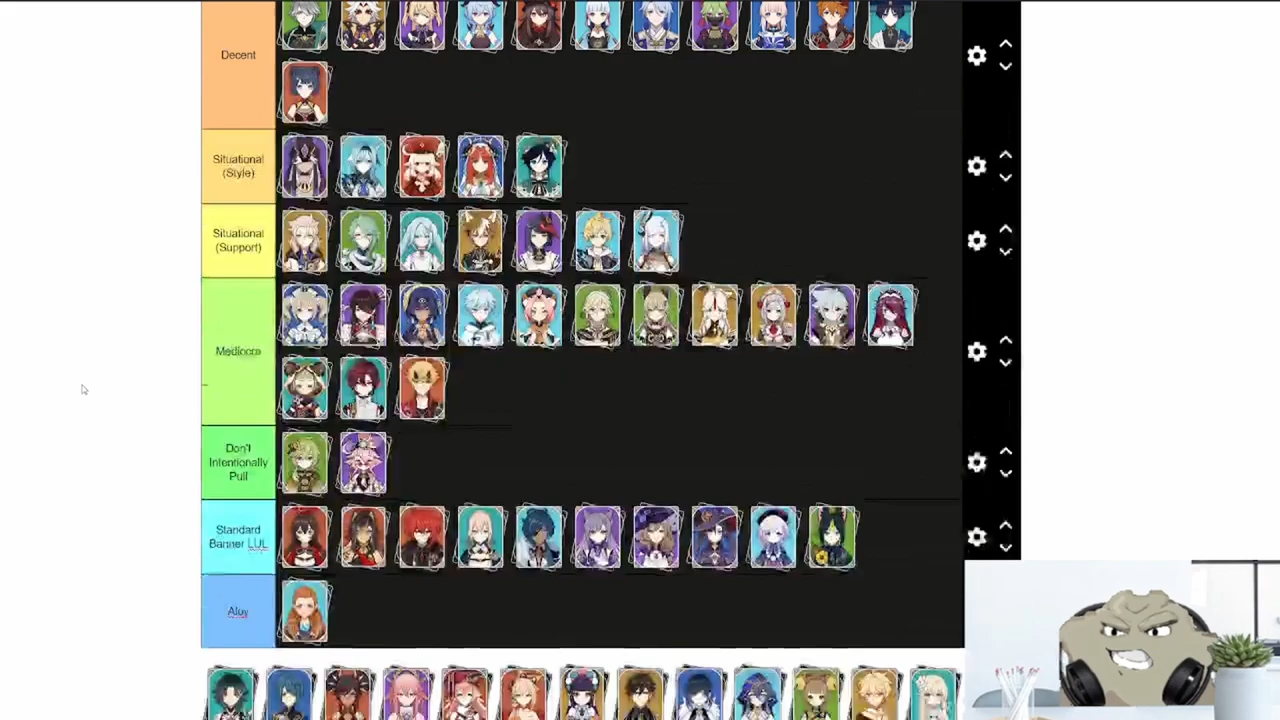 Decent
Situational
(Style)
Situational
(Support)
Mediocre
Don't
Intentionally
Pull
Standard
Banner LUL
Aloy